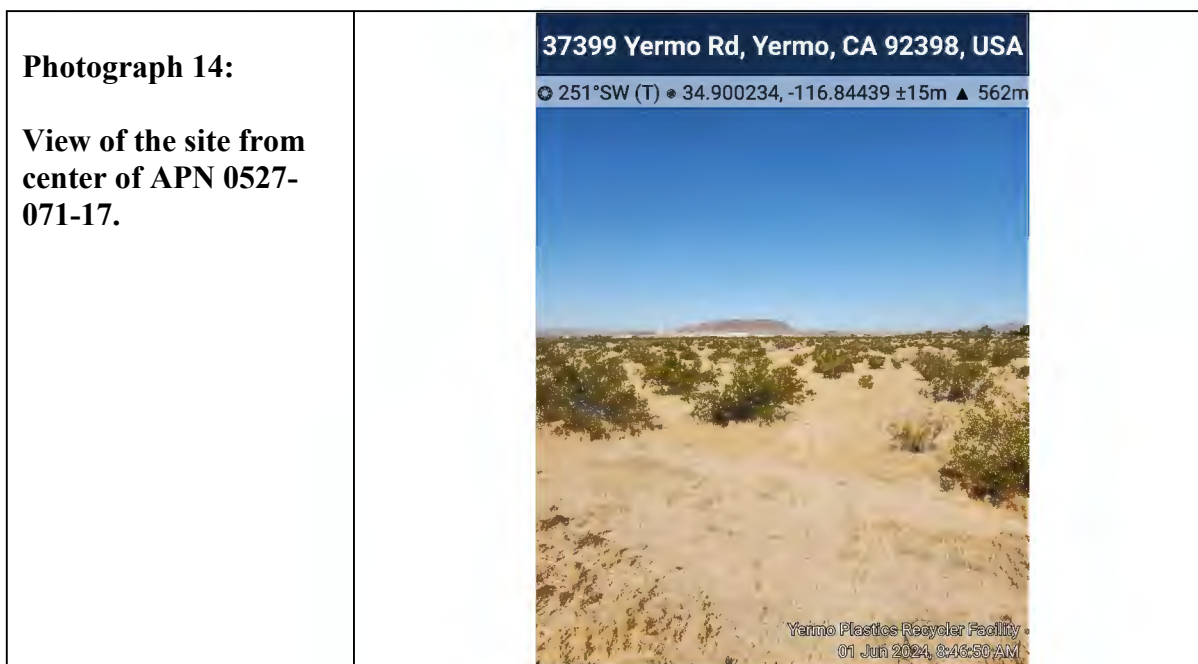 Photograph 14:
View of the site from
center of APN 0527-
071-17.
37399 Yermo Rd, Yermo, CA 92398, USA
251°SW (T) ● 34.900234, -116.84439 ±15m ▲ 562m
Yermo Plastics Recycler Facility
01 Jun 2024, 8:46:50 AM